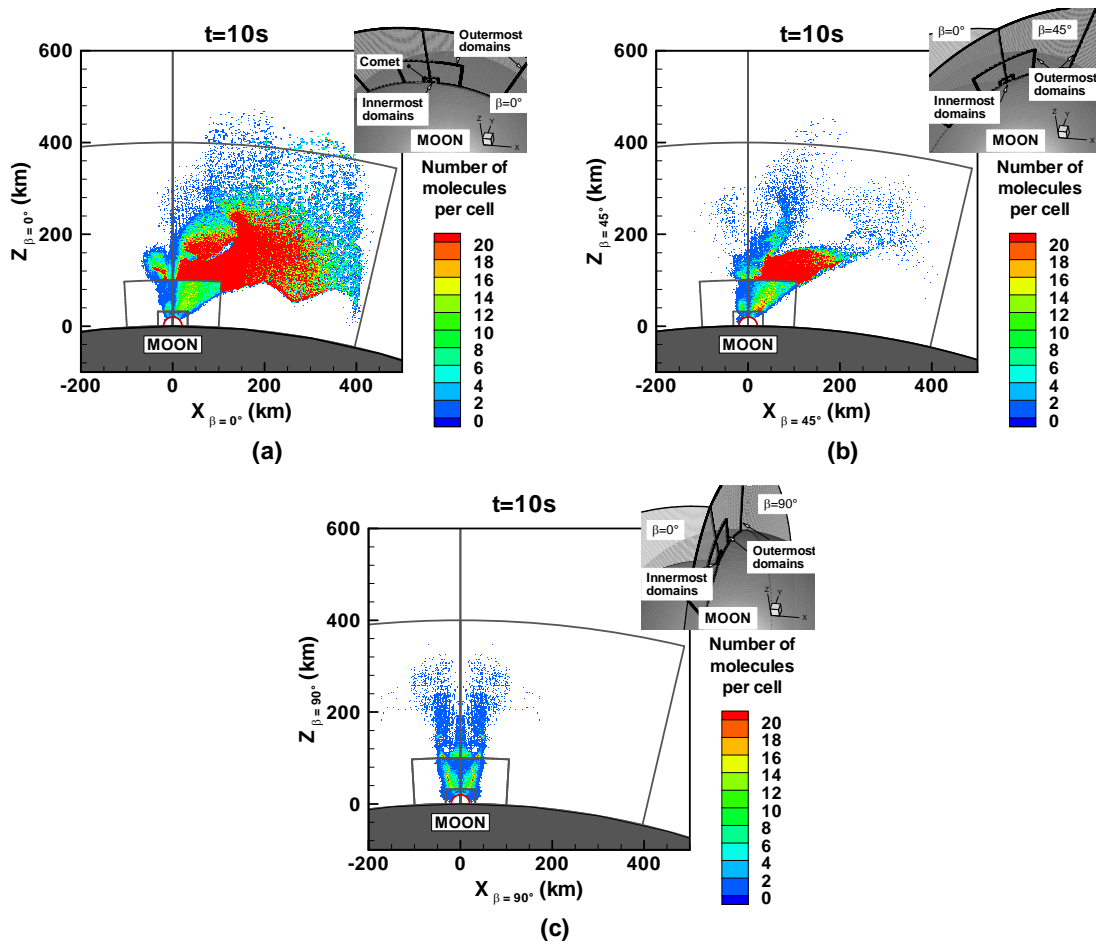 t=10s
600
400
200
0
-200
0
200
400
Z β = 0° (km)
X β = 0° (km)
MOON
Comet
Outermost
domains
Innermost
domains
β=0°
MOON
Z
Y
X
Number of
molecules
per cell
20
18
16
14
12
10
8
6
4
2
0
(a)
t=10s
600
400
200
0
-200
0
200
400
Z β = 45° (km)
X β = 45° (km)
MOON
β=0°
β=45°
Outermost
domains
Innermost
domains
MOON
Z
Y
X
Number of
molecules
per cell
20
18
16
14
12
10
8
6
4
2
0
(b)
t=10s
600
400
200
0
-200
0
200
400
Z β = 90° (km)
X β = 90° (km)
MOON
β=90°
β=0°
Outermost
domains
Innermost
domains
MOON
Z
Y
X
Number of
molecules
per cell
20
18
16
14
12
10
8
6
4
2
0
(c)